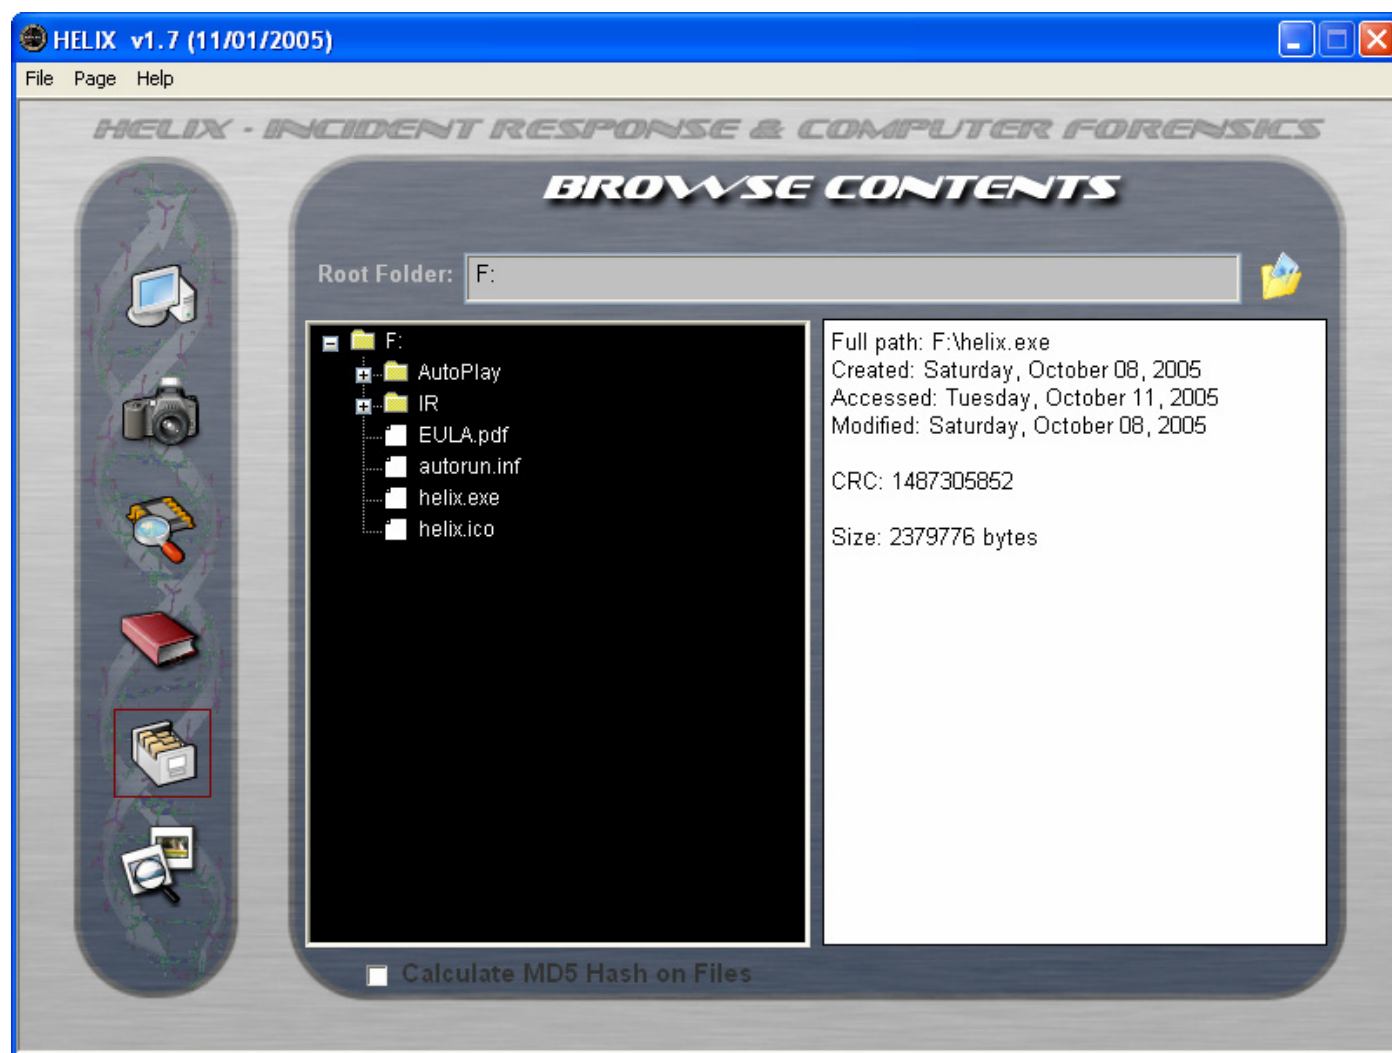 HELIX v1.7 (11/01/2005)
File Page Help
HELIX - INCIDENT RESPONSE & COMPUTER FORENSICS
BROWSE CONTENTS
Root Folder: F:
F:
AutoPlay
IR
EULA.pdf
autorun.inf
helix.exe
helix.ico
Full path: F:\helix.exe
Created: Saturday, October 08, 2005
Accessed: Tuesday, October 11, 2005
Modified: Saturday, October 08, 2005
CRC: 1487305852
Size: 2379776 bytes
Calculate MD5 Hash on Files